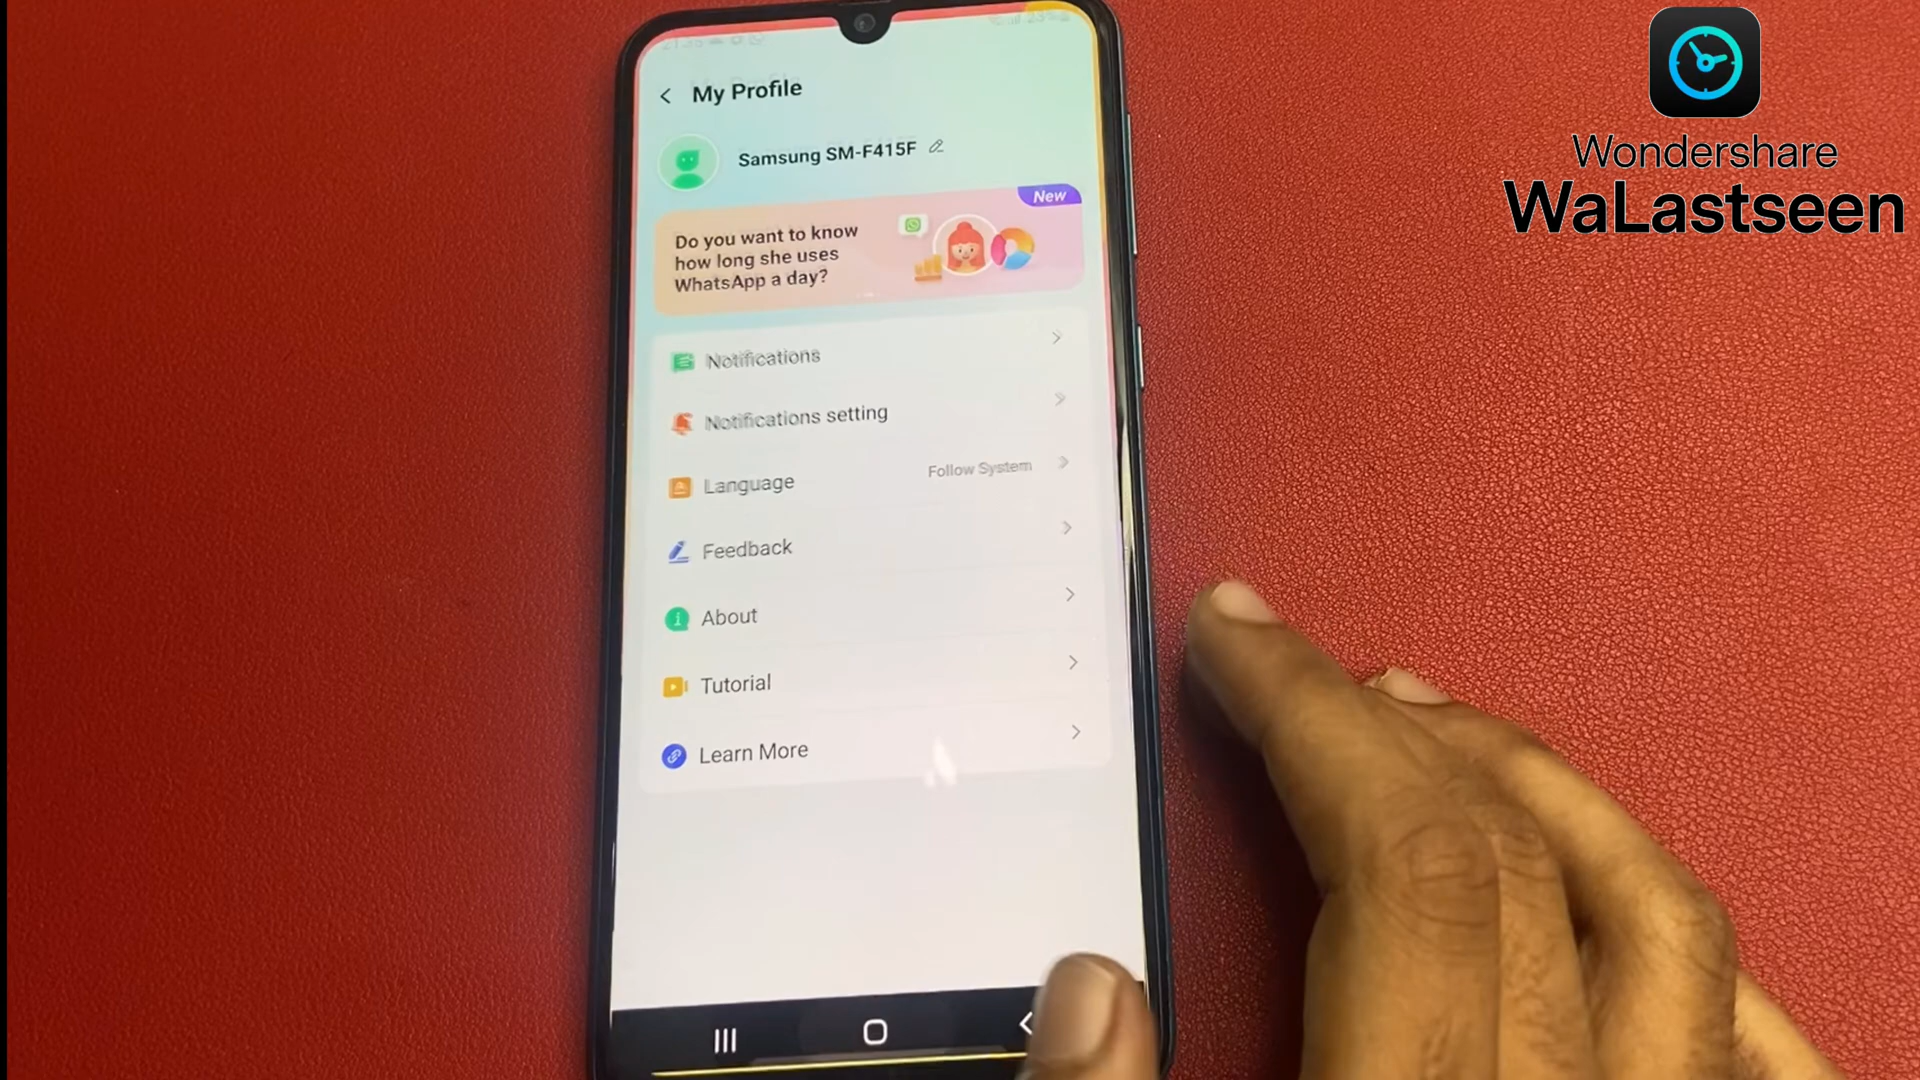 My Profile
Samsung SM-F415F
New
Do you want to know
how long she uses
WhatsApp a day?
Notifications
Notifications setting
Language
Follow System
Feedback
About
Tutorial
Learn More
Wondershare
WaLastseen